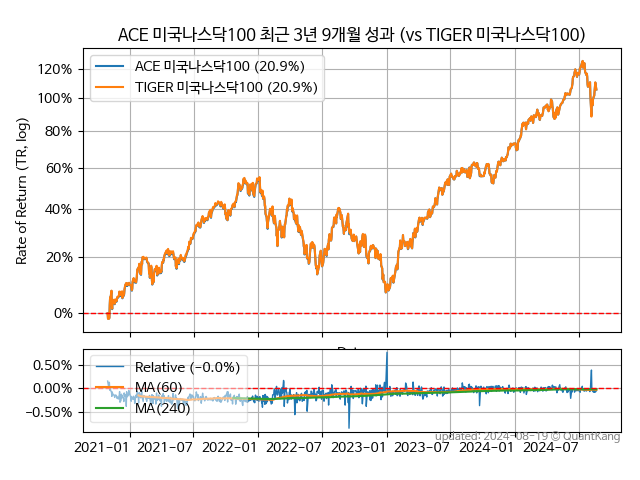 ACE 미국나스닥100 최근 3년 9개월 성과 (vs TIGER 미국나스닥100)
Rate of Return (TR, log)
120%
100%
80%
60%
40%
20%
0%
ACE 미국나스닥100 (20.9%)
TIGER 미국나스닥100 (20.9%)
0.50%
0.00%
−0.50%
Relative (−0.0%)
MA(60)
MA(240)
2021−01 2021−07 2022−01 2022−07 2023−01 2023−07 2024−01 2024−07
updated: 2024-08-19 © QuantKang